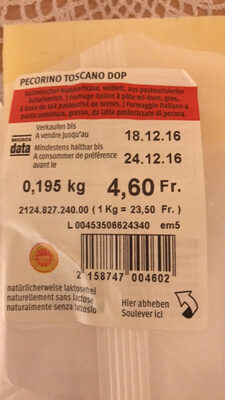 PECORINO TOSCANO DOP
Italienischer Halbhartkäse, vollfett, aus pasteurisierter
Schafsmilch. | Fromage italien à pâte mi-dure, gras,
à base de lait pasteurisé de brebis. | Formaggio italiano a
pasta semidura, grasso, da latte pastorizzato di pecora.
MIGROS
data
Verkaufen bis
A vendre jusqu'au
18.12.16
Mindestens haltbar bis
A consommer de préférence
avant le
24.12.16
0,195 kg 4,60 Fr.
2124.827.240.00 ( 1 Kg = 23,50 Fr. )
L 00453506624340 em5
2 158747 004602
natürlicherweise laktosefrei
naturellement sans lactose
naturalmente senza lattosio
Hier abheben
Soulever ici